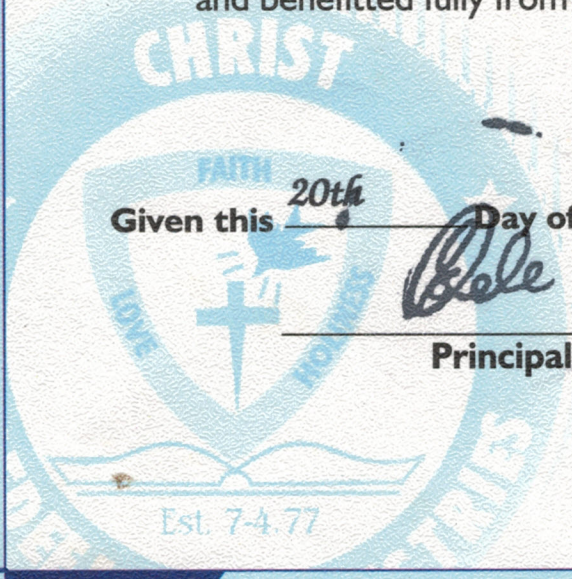 and benefitted fully from
CHRIST
FAITH
20th
Given this Day of
LOVE
HOLINESS
Principal
Est. 7-4.77